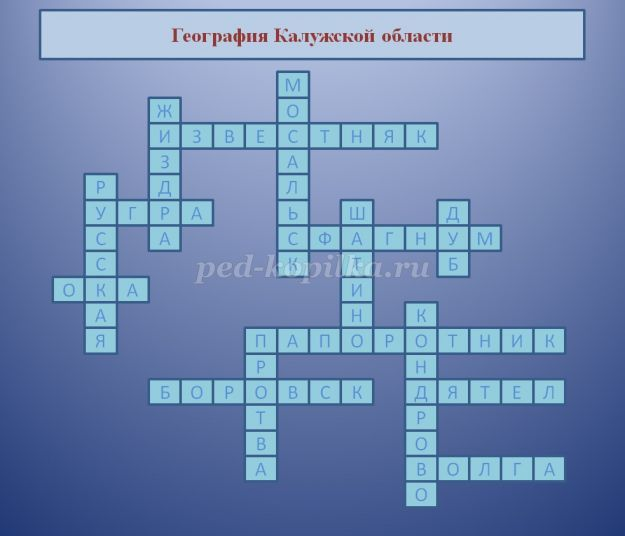 География Калужской области
М
Ж О
И З В Е С Т Н Я К
З А
Р Д Л
У Г Р А Ь Ш Д
С А С Ф А Г Н У М
С К Т Б
ped-kopilka.ru
О К А И
А Н К
Я П А П О Р О Т Н И К
Р Н
Б О Р О В С К Д Я Т Е Л
Т Р
В О
А В О Л Г А
О